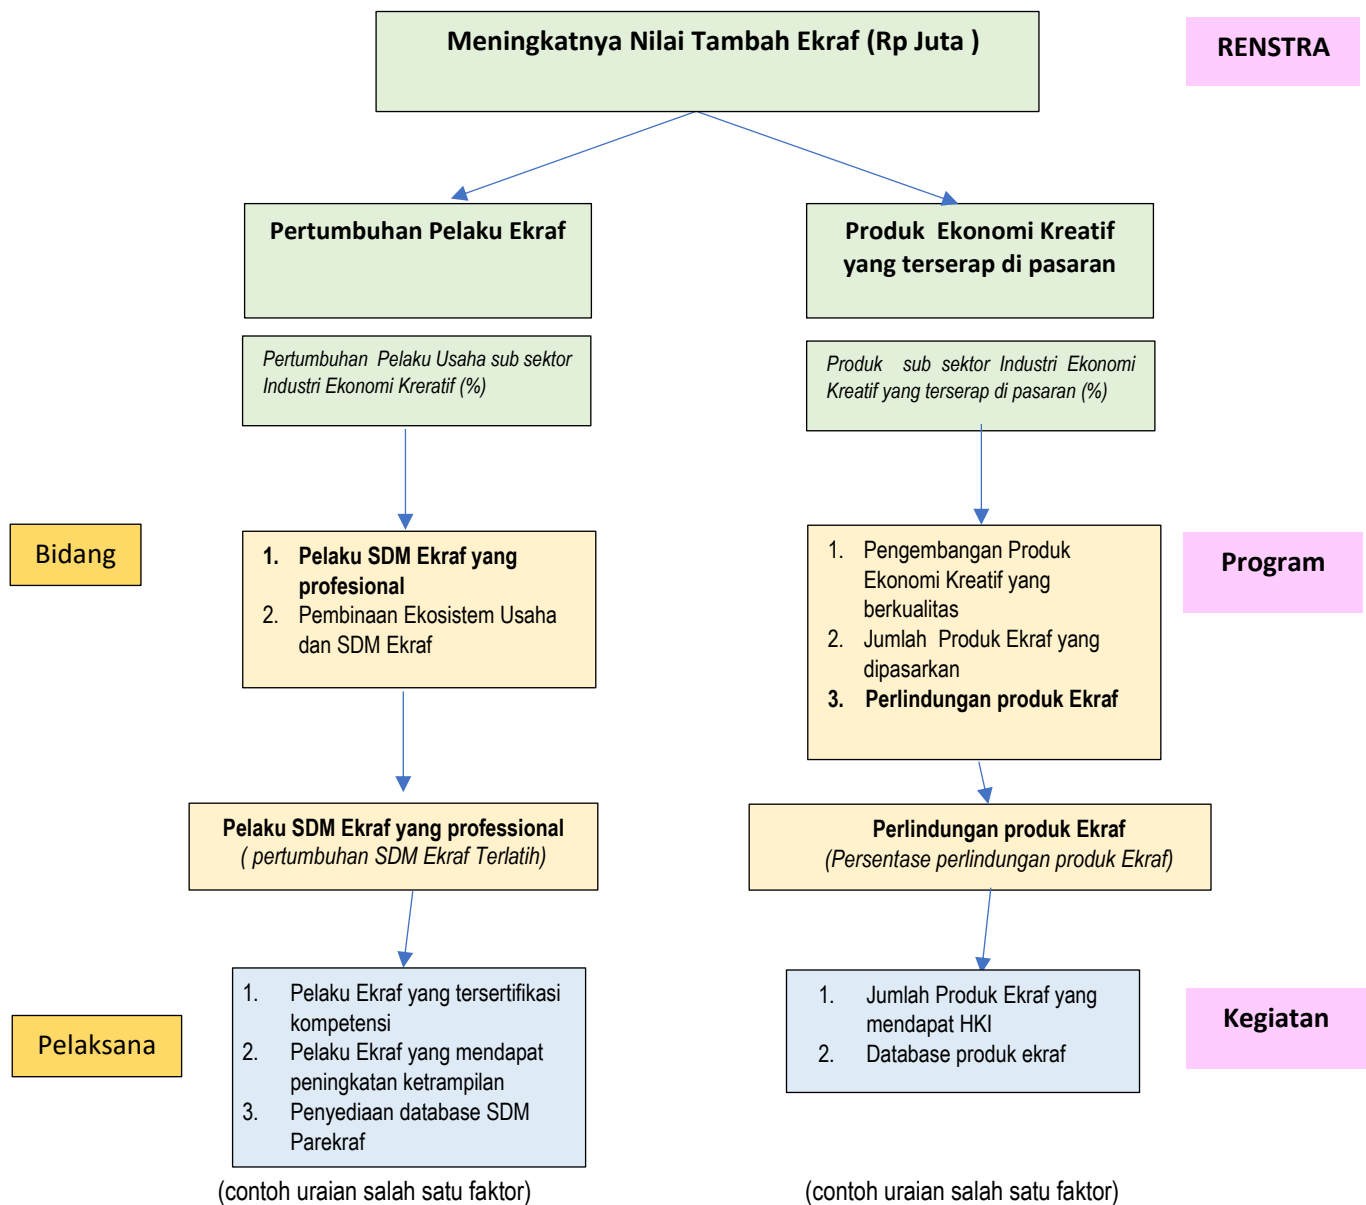 Meningkatnya Nilai Tambah Ekraf (Rp Juta )
RENSTRA
Pertumbuhan Pelaku Ekraf
Produk Ekonomi Kreatif
yang terserap di pasaran
Pertumbuhan Pelaku Usaha sub sektor
Industri Ekonomi Kreratif (%)
Produk sub sektor Industri Ekonomi
Kreatif yang terserap di pasaran (%)
Bidang
1. Pelaku SDM Ekraf yang
profesional
2. Pembinaan Ekosistem Usaha
dan SDM Ekraf
1. Pengembangan Produk
Ekonomi Kreatif yang
berkualitas
2. Jumlah Produk Ekraf yang
dipasarkan
3. Perlindungan produk Ekraf
Program
Pelaku SDM Ekraf yang professional
( pertumbuhan SDM Ekraf Terlatih)
Perlindungan produk Ekraf
(Persentase perlindungan produk Ekraf)
Pelaksana
1. Pelaku Ekraf yang tersertifikasi
kompetensi
2. Pelaku Ekraf yang mendapat
peningkatan ketrampilan
3. Penyediaan database SDM
Parekraf
1. Jumlah Produk Ekraf yang
mendapat HKI
2. Database produk ekraf
Kegiatan
(contoh uraian salah satu faktor)
(contoh uraian salah satu faktor)